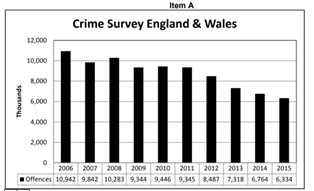 Item A
Crime Survey England & Wales
12,000
10,000
8,000
6,000
4,000
2,000
0
Thousands
2006 2007 2008 2009 2010 2011 2012 2013 2014 2015
Offences 10,942 9,842 10,283 9,344 9,446 9,345 8,487 7,318 6,764 6,334